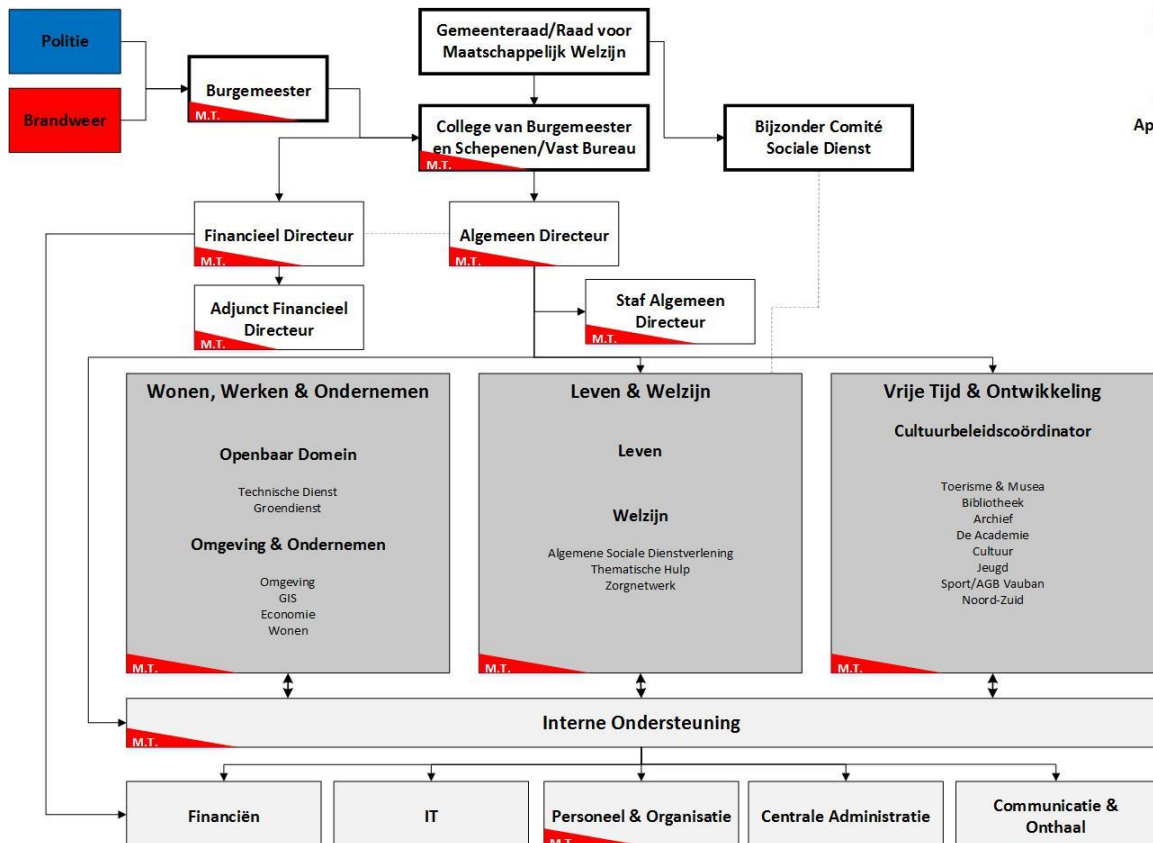 Politie
Brandweer
Burgemeester
M.T.
Gemeenteraad/Raad voor
Maatschappelijk Welzijn
College van Burgemeester
en Schepenen/Vast Bureau
M.T.
Bijzonder Comité
Sociale Dienst
Ap
Financieel Directeur
M.T.
Algemeen Directeur
M.T.
Adjunct Financieel
Directeur
M.T.
Staf Algemeen
Directeur
M.T.
Wonen, Werken & Ondernemen
Openbaar Domein
Technische Dienst
Groendienst
Omgeving & Ondernemen
Omgeving
GIS
Economie
Wonen
M.T.
Leven & Welzijn
Leven
Welzijn
Algemene Sociale Dienstverlening
Thematische Hulp
Zorgnetwerk
M.T.
Vrije Tijd & Ontwikkeling
Cultuurbeleidscoördinator
Toerisme & Musea
Bibliotheek
Archief
De Academie
Cultuur
Jeugd
Sport/AGB Vauban
Noord-Zuid
M.T.
Interne Ondersteuning
M.T.
Financiën
IT
Personeel & Organisatie
M.T.
Centrale Administratie
Communicatie &
Onthaal